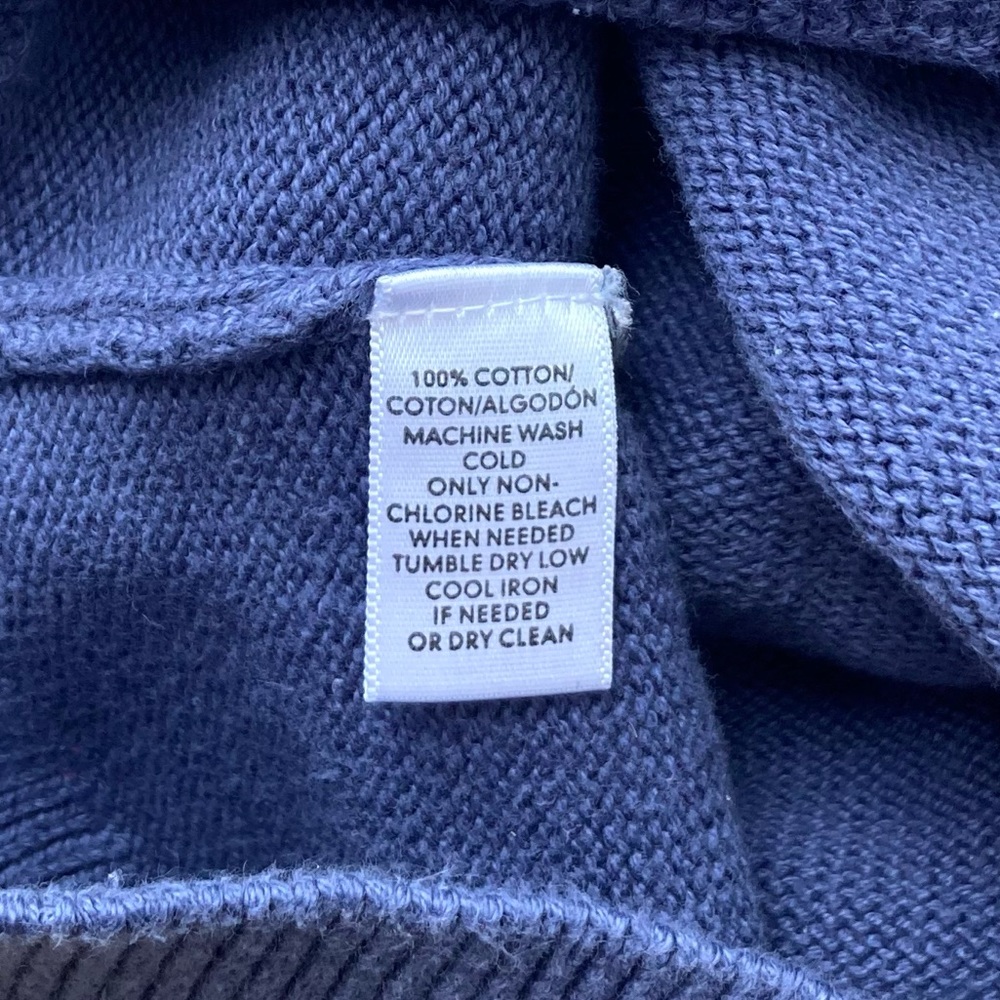 100% COTTON/
COTON/ALGODÓN
MACHINE WASH
COLD
ONLY NON-
CHLORINE BLEACH
WHEN NEEDED
TUMBLE DRY LOW
COOL IRON
IF NEEDED
OR DRY CLEAN